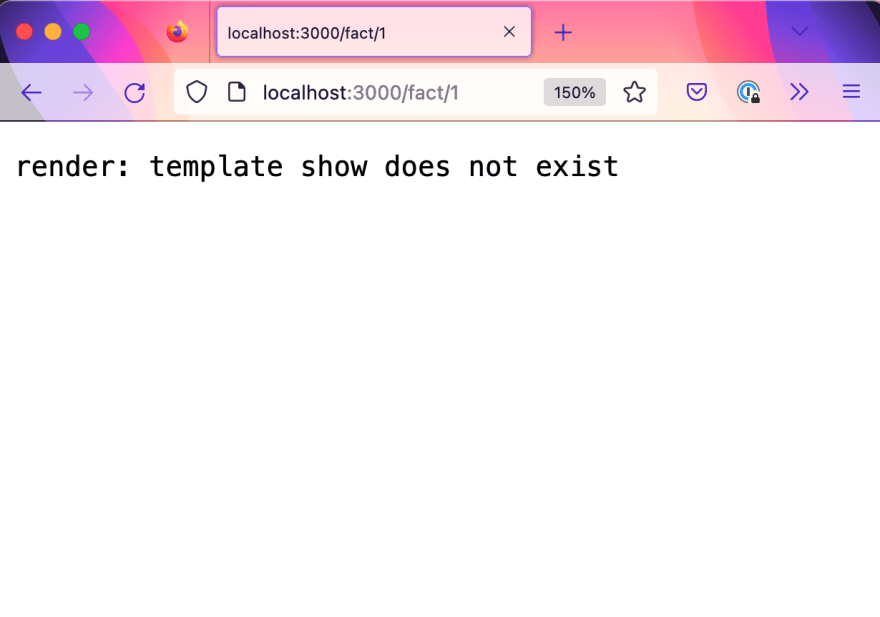 localhost:3000/fact/1
localhost:3000/fact/1 150%
render: template show does not exist